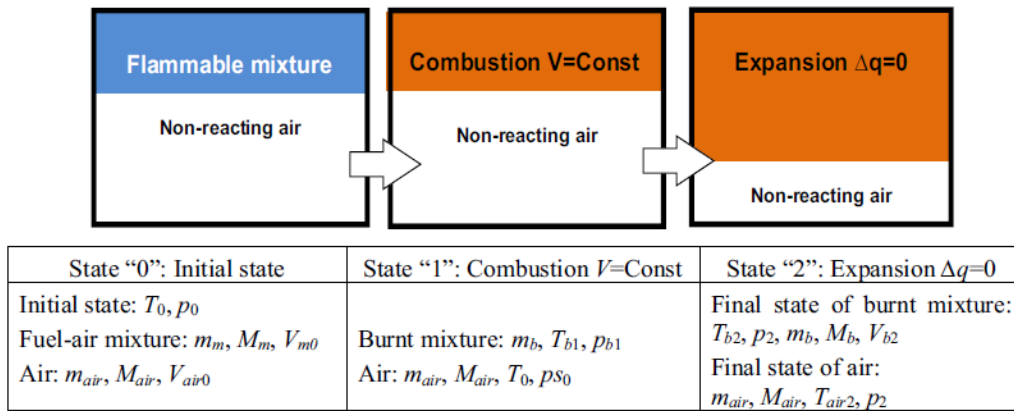 Flammable mixture
Non-reacting air
Combustion V=Const
Non-reacting air
Expansion Δq=0
Non-reacting air
State “0”: Initial state
State “1”: Combustion V=Const
State “2”: Expansion Δq=0
Initial state: T0, p0
Fuel-air mixture: mm, Mm, Vm0
Air: mair, Mair, Vair0
Burnt mixture: mb, Tb1, pb1
Air: mair, Mair, T0, ps0
Final state of burnt mixture:
Tb2, p2, mb, Mb, Vb2
Final state of air:
mair, Mair, Tair2, p2